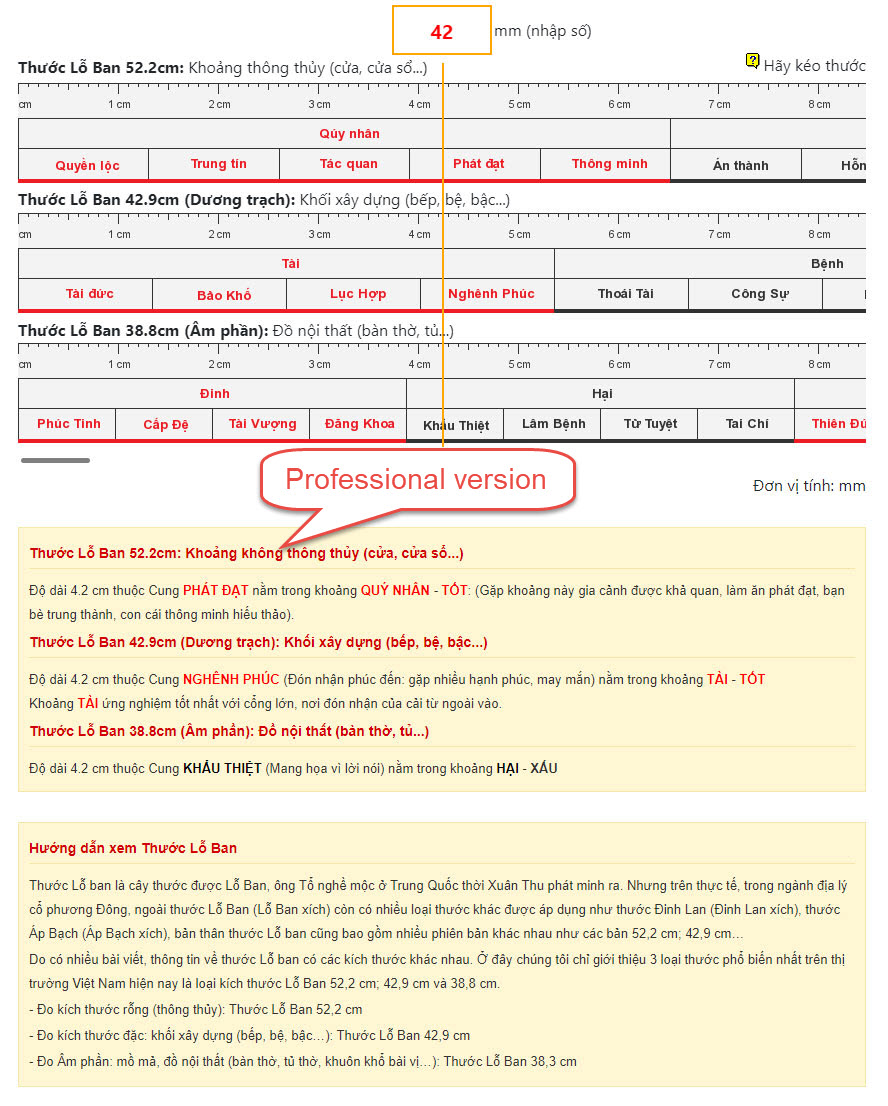 42 mm (nhập số)
Thước Lỗ Ban 52.2cm: Khoảng thông thủy (cửa, cửa sổ...)
Hãy kéo thước
cm 1 cm 2 cm 3 cm 4 cm 5 cm 6 cm 7 cm 8 cm
Qúy nhân
Quyền lộc Trung tín Tác quan Phát đạt Thông minh Án thành Hỗn
Thước Lỗ Ban 42.9cm (Dương trạch): Khối xây dựng (bếp, bệ, bậc...)
cm 1 cm 2 cm 3 cm 4 cm 5 cm 6 cm 7 cm 8 cm
Tài Bệnh
Tài đức Bảo Khố Lục Hợp Nghênh Phúc Thoái Tài Công Sự
Thước Lỗ Ban 38.8cm (Âm phần): Đồ nội thất (bàn thờ, tủ...)
cm 1 cm 2 cm 3 cm 4 cm 5 cm 6 cm 7 cm 8 cm
Đinh Hại
Phúc Tinh Cấp Đệ Tài Vượng Đăng Khoa Khẩu Thiệt Lâm Bệnh Tử Tuyệt Tai Chí Thiên Đứ
Professional version
Đơn vị tính: mm
Thước Lỗ Ban 52.2cm: Khoảng không thông thủy (cửa, cửa sổ...)
Độ dài 4.2 cm thuộc Cung PHÁT ĐẠT nằm trong khoảng QUÝ NHÂN - TỐT: (Gặp khoảng này gia cảnh được khả quan, làm ăn phát đạt, bạn
bè trung thành, con cái thông minh hiếu thảo).
Thước Lỗ Ban 42.9cm (Dương trạch): Khối xây dựng (bếp, bệ, bậc...)
Độ dài 4.2 cm thuộc Cung NGHÊNH PHÚC (Đón nhận phúc đến: gặp nhiều hạnh phúc, may mắn) nằm trong khoảng TÀI - TỐT
Khoảng TÀI ứng nghiệm tốt nhất với cổng lớn, nơi đón nhận của cải từ ngoài vào.
Thước Lỗ Ban 38.8cm (Âm phần): Đồ nội thất (bàn thờ, tủ...)
Độ dài 4.2 cm thuộc Cung KHẨU THIỆT (Mang họa vì lời nói) nằm trong khoảng HẠI - XẤU
Hướng dẫn xem Thước Lỗ Ban
Thước Lỗ ban là cây thước được Lỗ Ban, ông Tổ nghề mộc ở Trung Quốc thời Xuân Thu phát minh ra. Nhưng trên thực tế, trong ngành địa lý
cổ phương Đông, ngoài thước Lỗ Ban (Lỗ Ban xích) còn có nhiều loại thước khác được áp dụng như thước Đinh Lan (Đinh Lan xích), thước
Áp Bạch (Áp Bạch xích), bản thân thước Lỗ ban cũng bao gồm nhiều phiên bản khác nhau như các bản 52,2 cm; 42,9 cm…
Do có nhiều bài viết, thông tin về thước Lỗ ban có các kích thước khác nhau. Ở đây chúng tôi chỉ giới thiệu 3 loại thước phổ biến nhất trên thị
trường Việt Nam hiện nay là loại kích thước Lỗ Ban 52,2 cm; 42,9 cm và 38,8 cm.
- Đo kích thước rỗng (thông thủy): Thước Lỗ Ban 52,2 cm
- Đo kích thước đặc: khối xây dựng (bếp, bệ, bậc…): Thước Lỗ Ban 42,9 cm
- Đo Âm phần: mồ mả, đồ nội thất (bàn thờ, tủ thờ, khuôn khổ bài vị…): Thước Lỗ Ban 38,3 cm